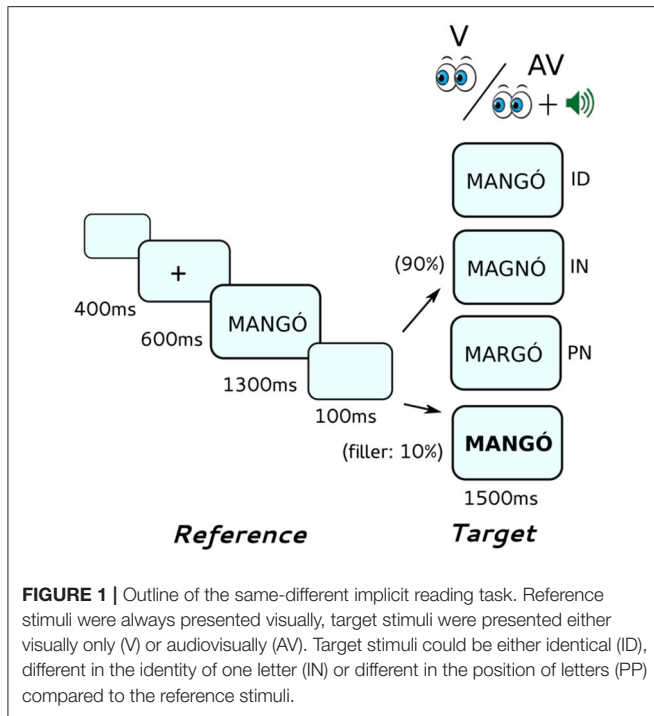 V
AV
+
MANGÓ ID
(90%) MAGNÓ IN
+
400ms
MANGÓ
600ms
MARGÓ PN
1300ms
100ms
MANGÓ
(filler: 10%)
1500ms
Reference Target
FIGURE 1 | Outline of the same-different implicit reading task. Reference
stimuli were always presented visually, target stimuli were presented either
visually only (V) or audiovisually (AV). Target stimuli could be either identical (ID),
different in the identity of one letter (IN) or different in the position of letters (PP)
compared to the reference stimuli.